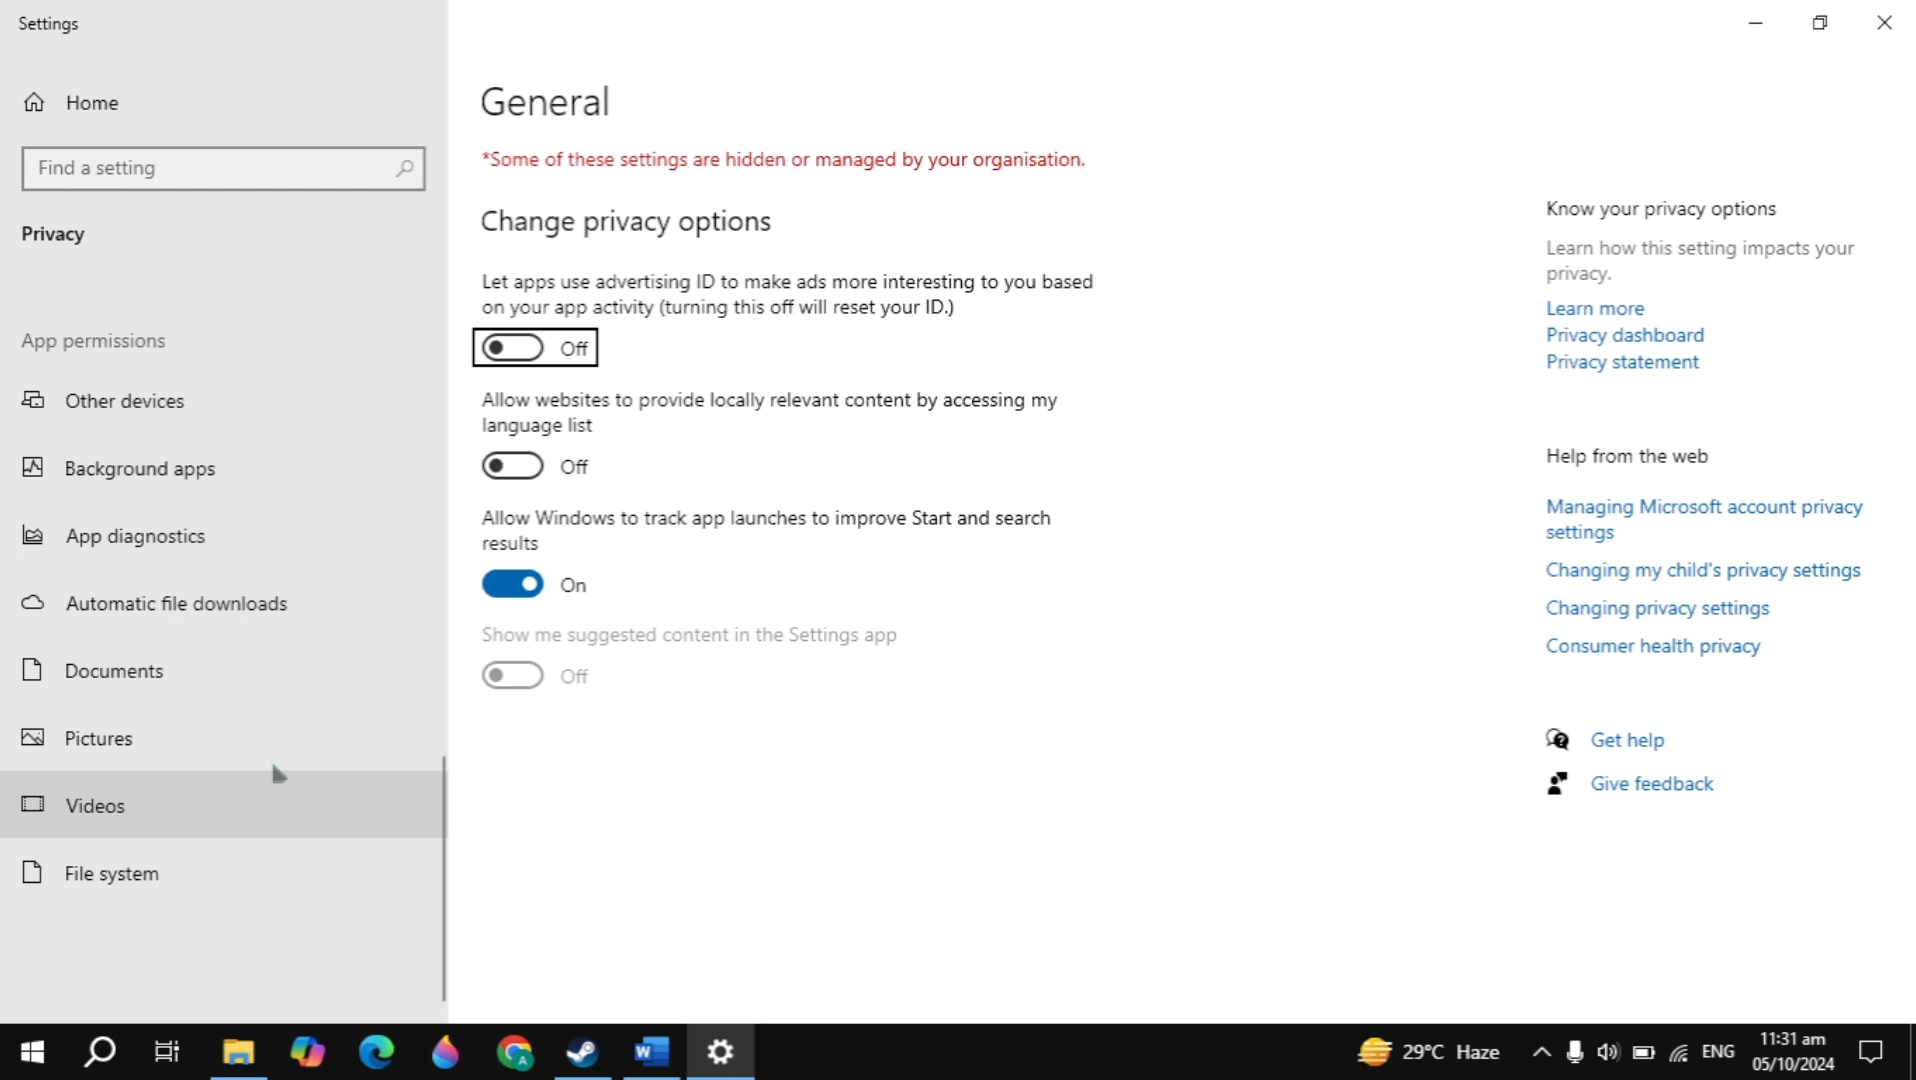 Settings
Home
Find a setting
Privacy
App permissions
Other devices
Background apps
App diagnostics
Automatic file downloads
Documents
Pictures
Videos
File system
General
*Some of these settings are hidden or managed by your organisation.
Change privacy options
Let apps use advertising ID to make ads more interesting to you based
on your app activity (turning this off will reset your ID.)
Off
Allow websites to provide locally relevant content by accessing my
language list
Off
Allow Windows to track app launches to improve Start and search
results
On
Show me suggested content in the Settings app
Off
Know your privacy options
Learn how this setting impacts your
privacy.
Learn more
Privacy dashboard
Privacy statement
Help from the web
Managing Microsoft account privacy
settings
Changing my child's privacy settings
Changing privacy settings
Consumer health privacy
Get help
Give feedback
A
W
29°C Haze
ENG
11:31 am
05/10/2024